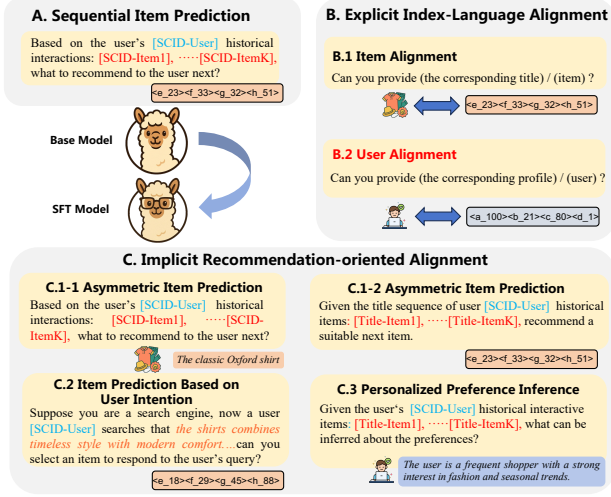 A. Sequential Item Prediction
Based on the user's [SCID-User] historical
interactions: [SCID-Item1], ·····[SCID-ItemK],
what to recommend to the user next?
<e_23><f_33><g_32><h_51>
Base Model
SFT Model
B. Explicit Index-Language Alignment
B.1 Item Alignment
Can you provide (the corresponding title) / (item) ?
<e_23><f_33><g_32><h_51>
B.2 User Alignment
Can you provide (the corresponding profile) / (user) ?
<a_100><b_21><c_80><d_1>
C. Implicit Recommendation-oriented Alignment
C.1-1 Asymmetric Item Prediction
Based on the user's [SCID-User] historical
interactions: [SCID-Item1], ·····[SCID-
ItemK], what to recommend to the user next?
The classic Oxford shirt
C.1-2 Asymmetric Item Prediction
Given the title sequence of user [SCID-User] historical
items: [Title-Item1], ·····[Title-ItemK], recommend a
suitable next item.
<e_23><f_33><g_32><h_51>
C.2 Item Prediction Based on
User Intention
Suppose you are a search engine, now a user
[SCID-User] searches that the shirts combines
timeless style with modern comfort....can you
select an item to respond to the user's query?
<e_18><f_29><g_45><h_88>
C.3 Personalized Preference Inference
Given the user's [SCID-User] historical interactive
items: [Title-Item1], ·····[Title-ItemK], what can be
inferred about the preferences?
The user is a frequent shopper with a strong
interest in fashion and seasonal trends.